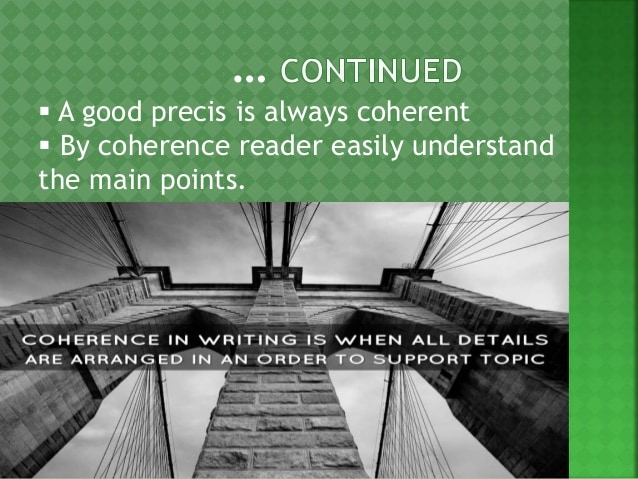 ... CONTINUED
▪ A good precis is always coherent
▪ By coherence reader easily understand
the main points.
COHERENCE IN WRITING IS WHEN ALL DETAILS
ARE ARRANGED IN AN ORDER TO SUPPORT TOPIC